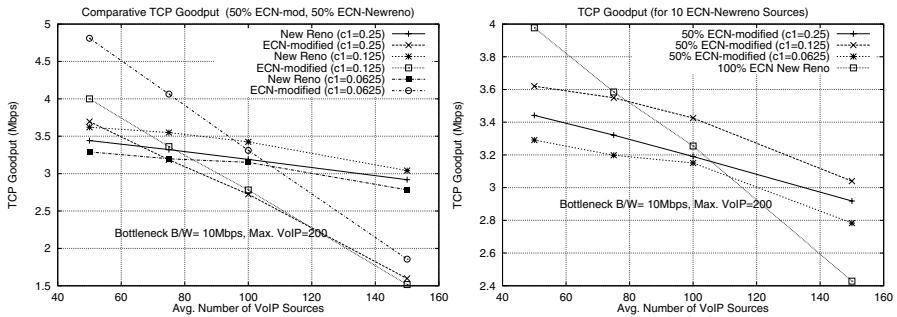 Comparative TCP Goodput (50% ECN-mod, 50% ECN-Newreno)
TCP Goodput (Mbps)
5
4.5
4
3.5
3
2.5
2
1.5
New Reno (c1=0.25)
ECN-modified (c1=0.25)
New Reno (c1=0.125)
ECN-modified (c1=0.125)
New Reno (c1=0.0625)
ECN-modified (c1=0.0625)
Bottleneck B/W= 10Mbps, Max. VoIP=200
40 60 80 100 120 140 160
Avg. Number of VoIP Sources
TCP Goodput (for 10 ECN-Newreno Sources)
TCP Goodput (Mbps)
4
3.8
3.6
3.4
3.2
3
2.8
2.6
2.4
50% ECN-modified (c1=0.25)
50% ECN-modified (c1=0.125)
50% ECN-modified (c1=0.0625)
100% ECN New Reno
Bottleneck B/W= 10Mbps, Max. VoIP=200
40 60 80 100 120 140 160
Avg. Number of VoIP Sources